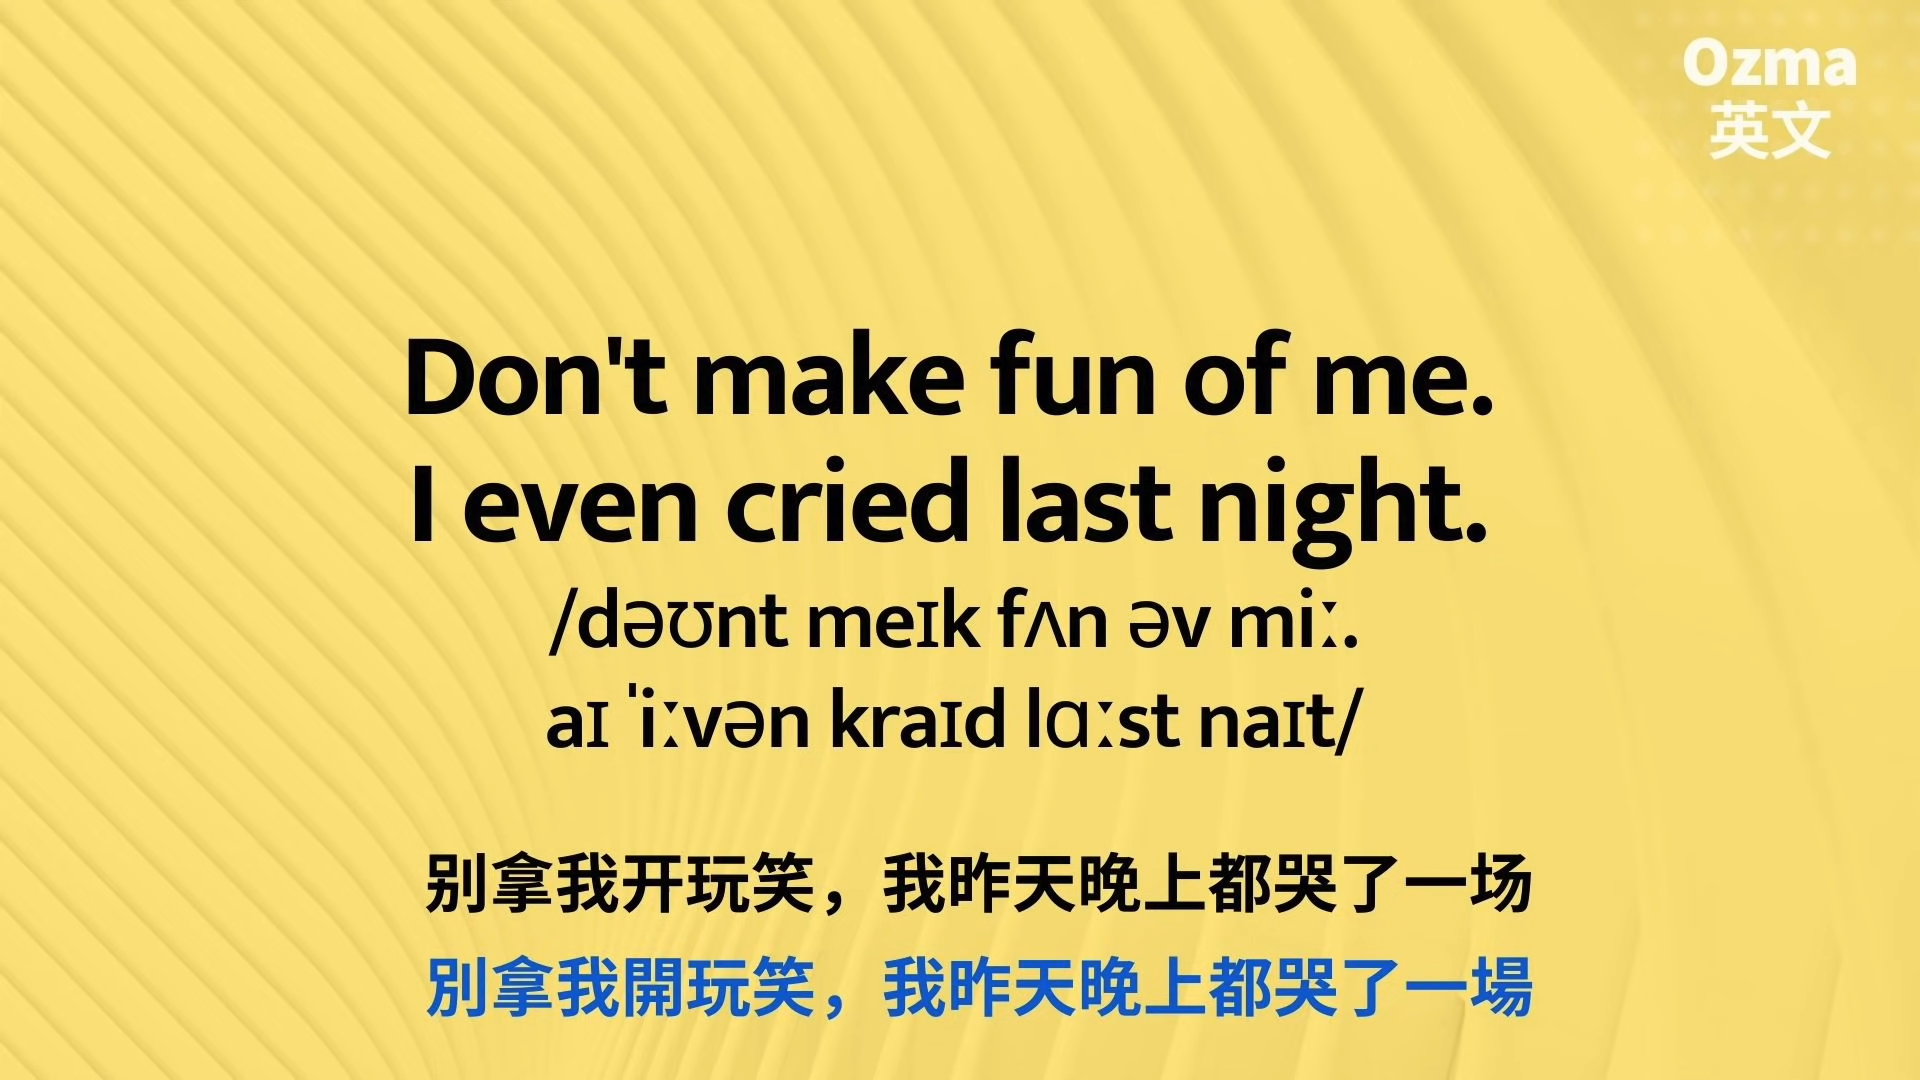 Ozma
英文
Don't make fun of me.
I even cried last night.
/dəʊnt meɪk fʌn əv miː.
aɪ ˈiːvən kraɪd lɑːst naɪt/
别拿我开玩笑，我昨天晚上都哭了一场
別拿我開玩笑，我昨天晚上都哭了一場